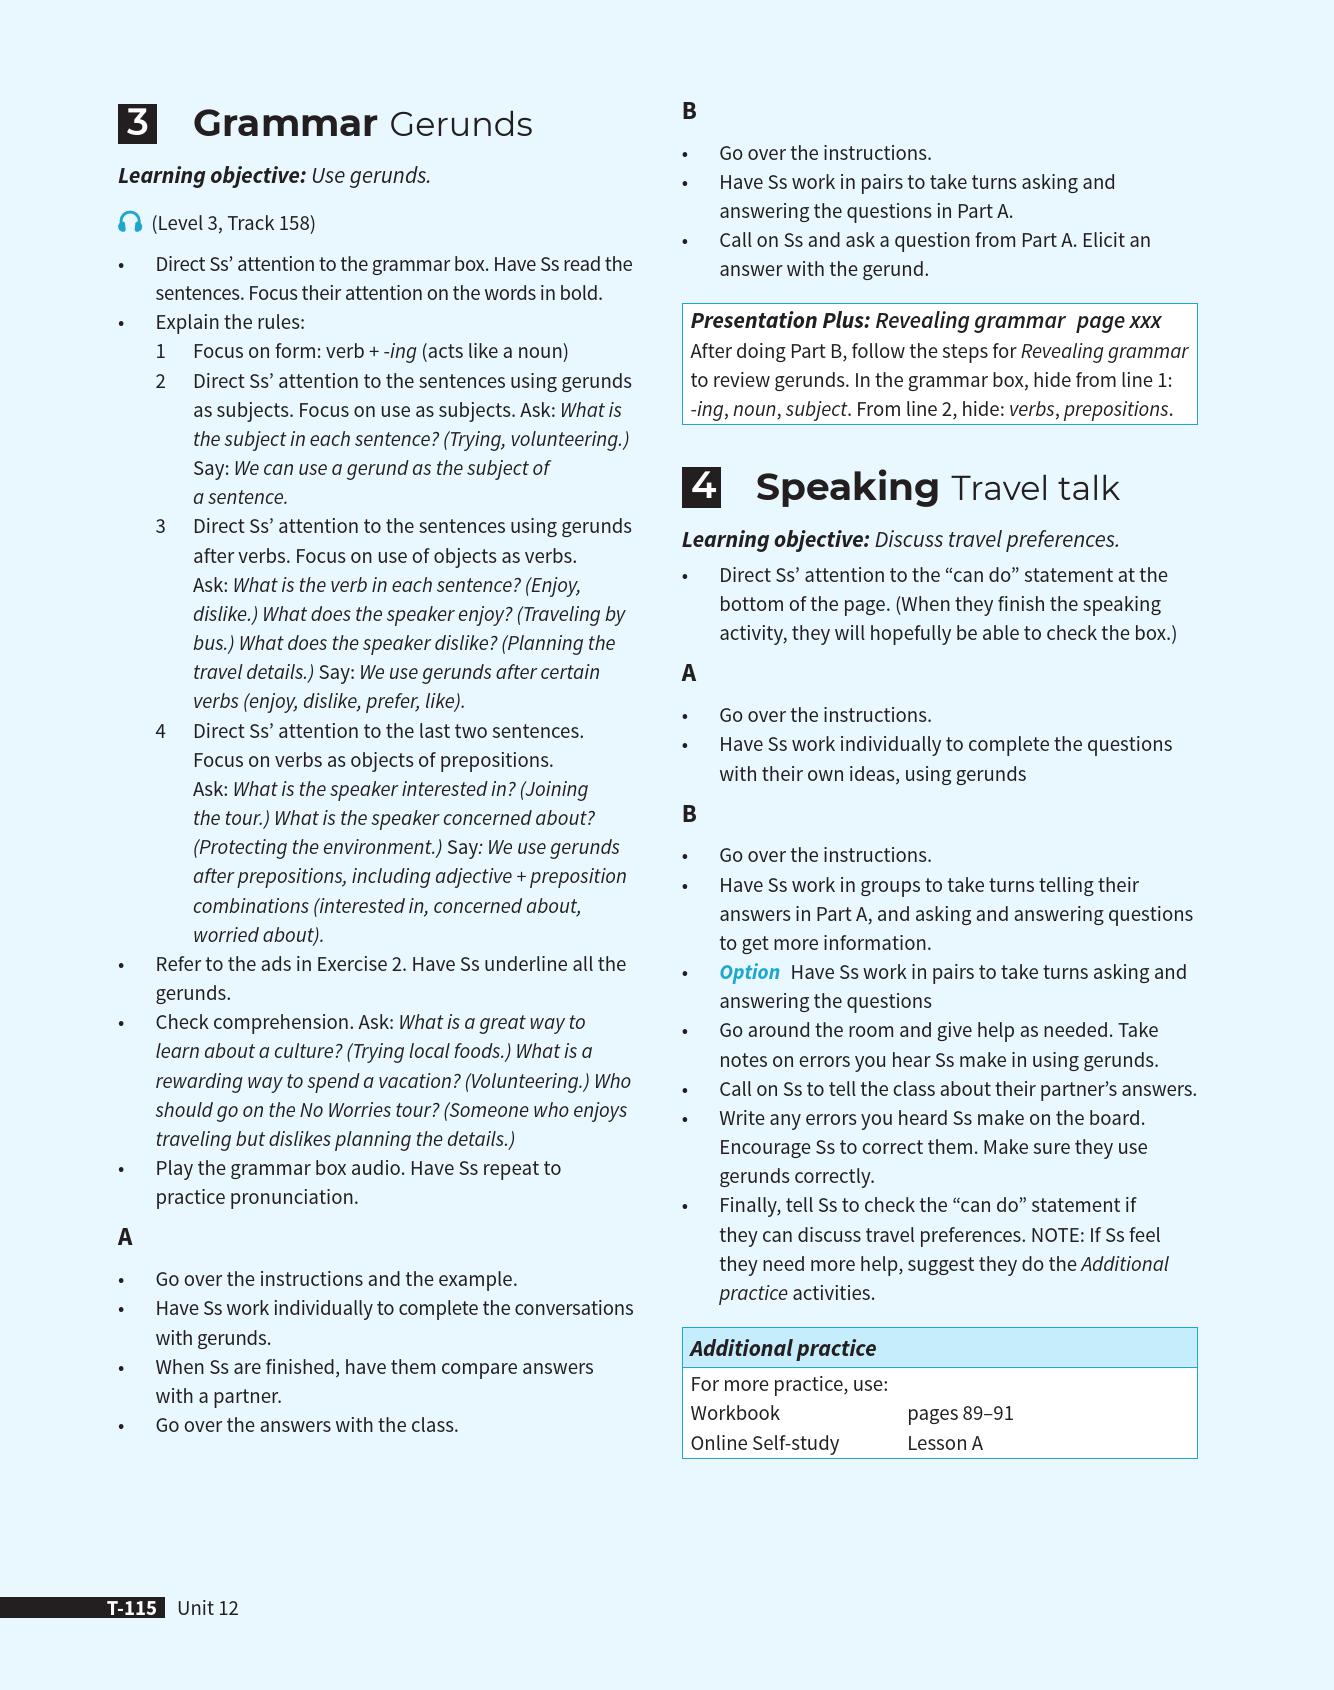 3 Grammar Gerunds
Learning objective: Use gerunds.
(Level 3, Track 158)
• Direct Ss’ attention to the grammar box. Have Ss read the
sentences. Focus their attention on the words in bold.
• Explain the rules:
1 Focus on form: verb + -ing (acts like a noun)
2 Direct Ss’ attention to the sentences using gerunds
as subjects. Focus on use as subjects. Ask: What is
the subject in each sentence? (Trying, volunteering.)
Say: We can use a gerund as the subject of
a sentence.
3 Direct Ss’ attention to the sentences using gerunds
after verbs. Focus on use of objects as verbs.
Ask: What is the verb in each sentence? (Enjoy,
dislike.) What does the speaker enjoy? (Traveling by
bus.) What does the speaker dislike? (Planning the
travel details.) Say: We use gerunds after certain
verbs (enjoy, dislike, prefer, like).
4 Direct Ss’ attention to the last two sentences.
Focus on verbs as objects of prepositions.
Ask: What is the speaker interested in? (Joining
the tour.) What is the speaker concerned about?
(Protecting the environment.) Say: We use gerunds
after prepositions, including adjective + preposition
combinations (interested in, concerned about,
worried about).
• Refer to the ads in Exercise 2. Have Ss underline all the
gerunds.
• Check comprehension. Ask: What is a great way to
learn about a culture? (Trying local foods.) What is a
rewarding way to spend a vacation? (Volunteering.) Who
should go on the No Worries tour? (Someone who enjoys
traveling but dislikes planning the details.)
• Play the grammar box audio. Have Ss repeat to
practice pronunciation.
A
• Go over the instructions and the example.
• Have Ss work individually to complete the conversations
with gerunds.
• When Ss are finished, have them compare answers
with a partner.
• Go over the answers with the class.
B
• Go over the instructions.
• Have Ss work in pairs to take turns asking and
answering the questions in Part A.
• Call on Ss and ask a question from Part A. Elicit an
answer with the gerund.
Presentation Plus: Revealing grammar page xxx
After doing Part B, follow the steps for Revealing grammar
to review gerunds. In the grammar box, hide from line 1:
-ing, noun, subject. From line 2, hide: verbs, prepositions.
4 Speaking Travel talk
Learning objective: Discuss travel preferences.
• Direct Ss’ attention to the “can do” statement at the
bottom of the page. (When they finish the speaking
activity, they will hopefully be able to check the box.)
A
• Go over the instructions.
• Have Ss work individually to complete the questions
with their own ideas, using gerunds
B
• Go over the instructions.
• Have Ss work in groups to take turns telling their
answers in Part A, and asking and answering questions
to get more information.
• Option Have Ss work in pairs to take turns asking and
answering the questions
• Go around the room and give help as needed. Take
notes on errors you hear Ss make in using gerunds.
• Call on Ss to tell the class about their partner’s answers.
• Write any errors you heard Ss make on the board.
Encourage Ss to correct them. Make sure they use
gerunds correctly.
• Finally, tell Ss to check the “can do” statement if
they can discuss travel preferences. NOTE: If Ss feel
they need more help, suggest they do the Additional
practice activities.
Additional practice
For more practice, use:
Workbook pages 89–91
Online Self-study Lesson A
T-115 Unit 12